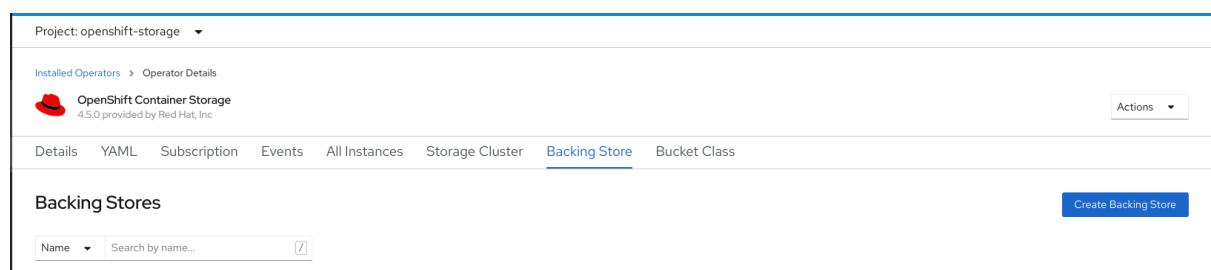 Project: openshift-storage
Installed Operators > Operator Details
OpenShift Container Storage
4.5.0 provided by Red Hat, Inc
Actions
Details YAML Subscription Events All Instances Storage Cluster Backing Store Bucket Class
Backing Stores
Create Backing Store
Name Search by name... /